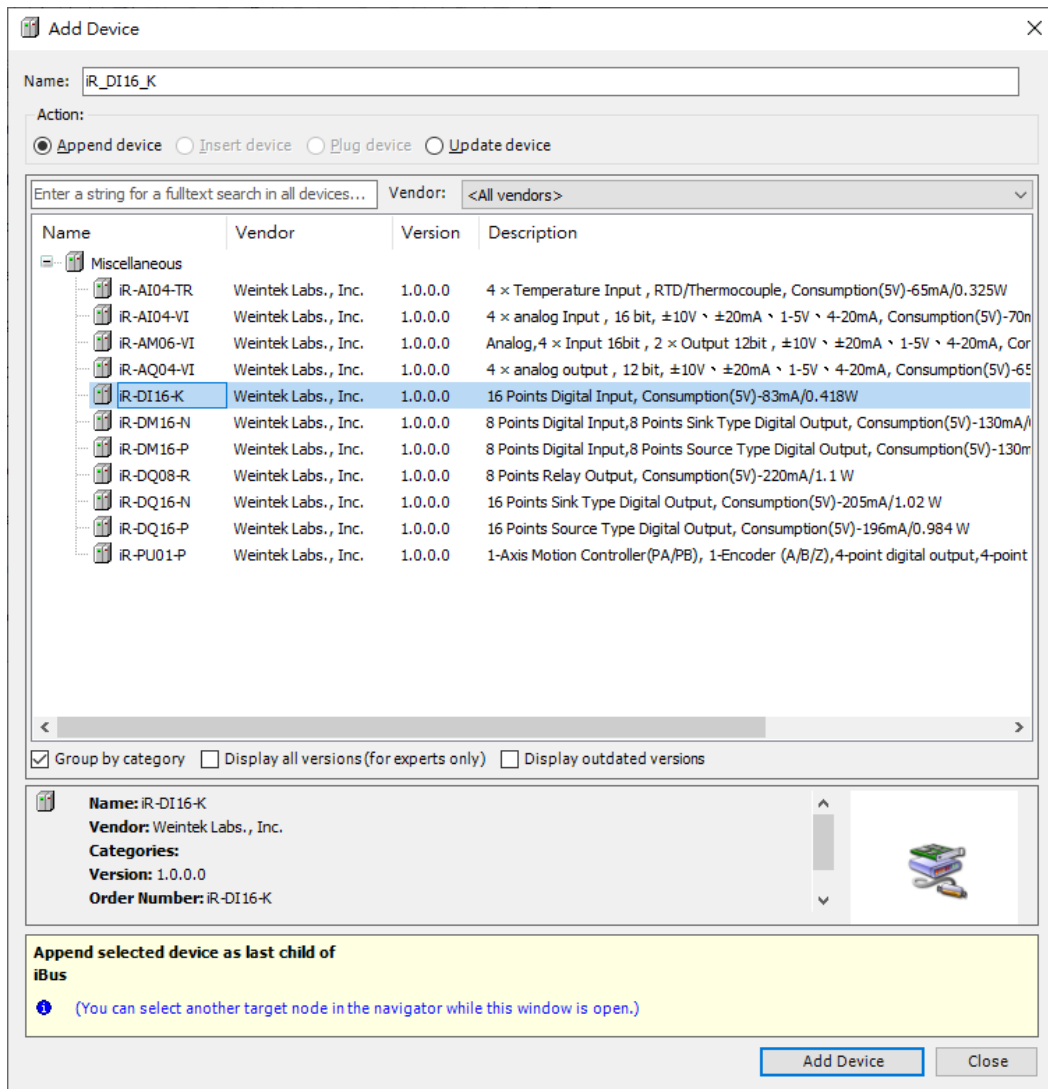 Add Device
Name: iR_DI16_K
Action:
Append device Insert device Plug device Update device
Enter a string for a fulltext search in all devices... Vendor: <All vendors>
Name Vendor Version Description
Miscellaneous
iR-AI04-TR Weintek Labs., Inc. 1.0.0.0 4 × Temperature Input , RTD/Thermocouple, Consumption(5V)-65mA/0.325W
iR-AI04-VI Weintek Labs., Inc. 1.0.0.0 4 × analog Input , 16 bit, ±10V、±20mA、1-5V、4-20mA, Consumption(5V)-70m
iR-AM06-VI Weintek Labs., Inc. 1.0.0.0 Analog,4 × Input 16bit , 2 × Output 12bit , ±10V、±20mA、1-5V、4-20mA, Cor
iR-AQ04-VI Weintek Labs., Inc. 1.0.0.0 4 × analog output , 12 bit, ±10V、±20mA、1-5V、4-20mA, Consumption(5V)-65
iR-DI16-K Weintek Labs., Inc. 1.0.0.0 16 Points Digital Input, Consumption(5V)-83mA/0.418W
iR-DM16-N Weintek Labs., Inc. 1.0.0.0 8 Points Digital Input,8 Points Sink Type Digital Output, Consumption(5V)-130mA/
iR-DM16-P Weintek Labs., Inc. 1.0.0.0 8 Points Digital Input,8 Points Source Type Digital Output, Consumption(5V)-130m
iR-DQ08-R Weintek Labs., Inc. 1.0.0.0 8 Points Relay Output, Consumption(5V)-220mA/1.1 W
iR-DQ16-N Weintek Labs., Inc. 1.0.0.0 16 Points Sink Type Digital Output, Consumption(5V)-205mA/1.02 W
iR-DQ16-P Weintek Labs., Inc. 1.0.0.0 16 Points Source Type Digital Output, Consumption(5V)-196mA/0.984 W
iR-PU01-P Weintek Labs., Inc. 1.0.0.0 1-Axis Motion Controller(PA/PB), 1-Encoder (A/B/Z),4-point digital output,4-point
Group by category Display all versions(for experts only) Display outdated versions
Name: iR-DI16-K
Vendor: Weintek Labs., Inc.
Categories:
Version: 1.0.0.0
Order Number: iR-DI16-K
Append selected device as last child of
iBus
(You can select another target node in the navigator while this window is open.)
Add Device Close